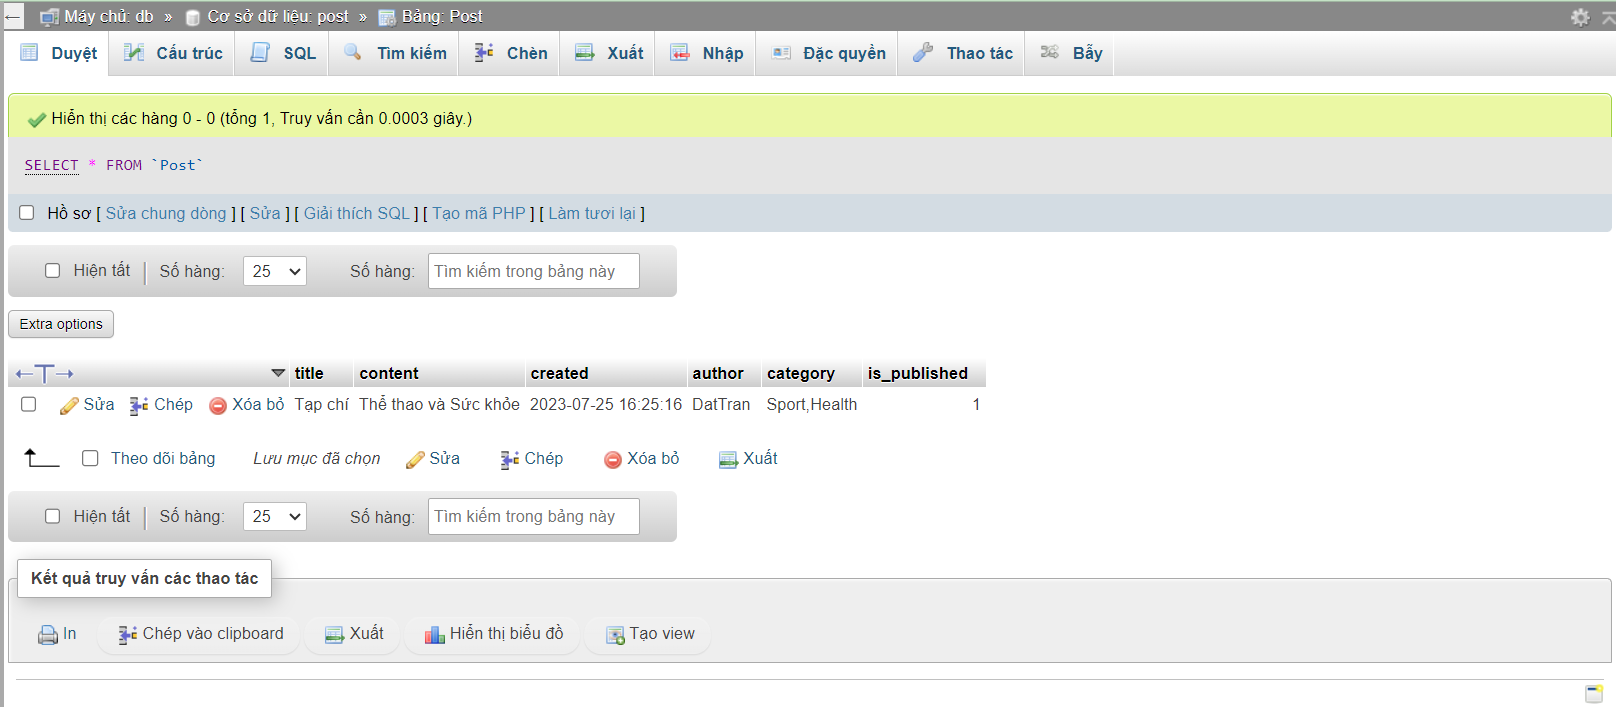 Máy chủ: db » Cơ sở dữ liệu: post » Bảng: Post
Duyệt Cấu trúc SQL Tìm kiếm Chèn Xuất Nhập Đặc quyền Thao tác Bẫy
Hiển thị các hàng 0 - 0 (tổng 1, Truy vấn cần 0.0003 giây.)
SELECT * FROM `Post`
Hồ sơ [ Sửa chung dòng ] [ Sửa ] [ Giải thích SQL ] [ Tạo mã PHP ] [ Làm tươi lại ]
Hiện tất | Số hàng: 25 Số hàng: Tìm kiếm trong bảng này
Extra options
←T→ title content created author category is_published
Sửa Chép Xóa bỏ Tạp chí Thể thao và Sức khỏe 2023-07-25 16:25:16 DatTran Sport,Health 1
Theo dõi bảng Lưu mục đã chọn Sửa Chép Xóa bỏ Xuất
Hiện tất | Số hàng: 25 Số hàng: Tìm kiếm trong bảng này
Kết quả truy vấn các thao tác
In Chép vào clipboard Xuất Hiển thị biểu đồ Tạo view